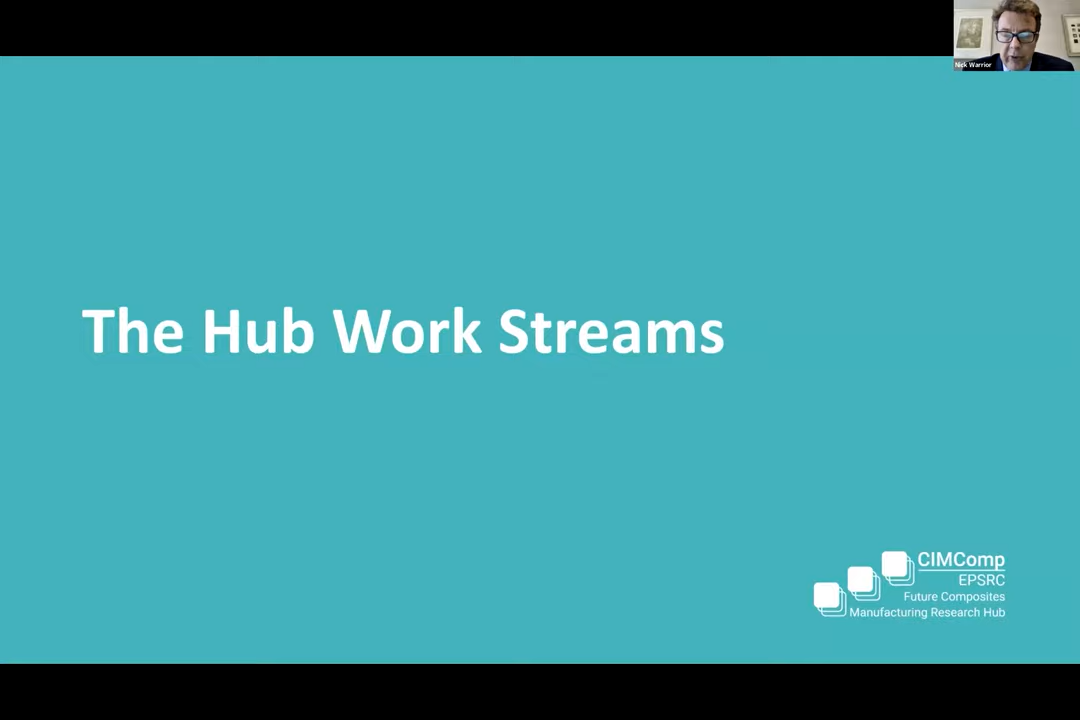 Nick Warrior
The Hub Work Streams
CIMComp
EPSRC
Future Composites
Manufacturing Research Hub